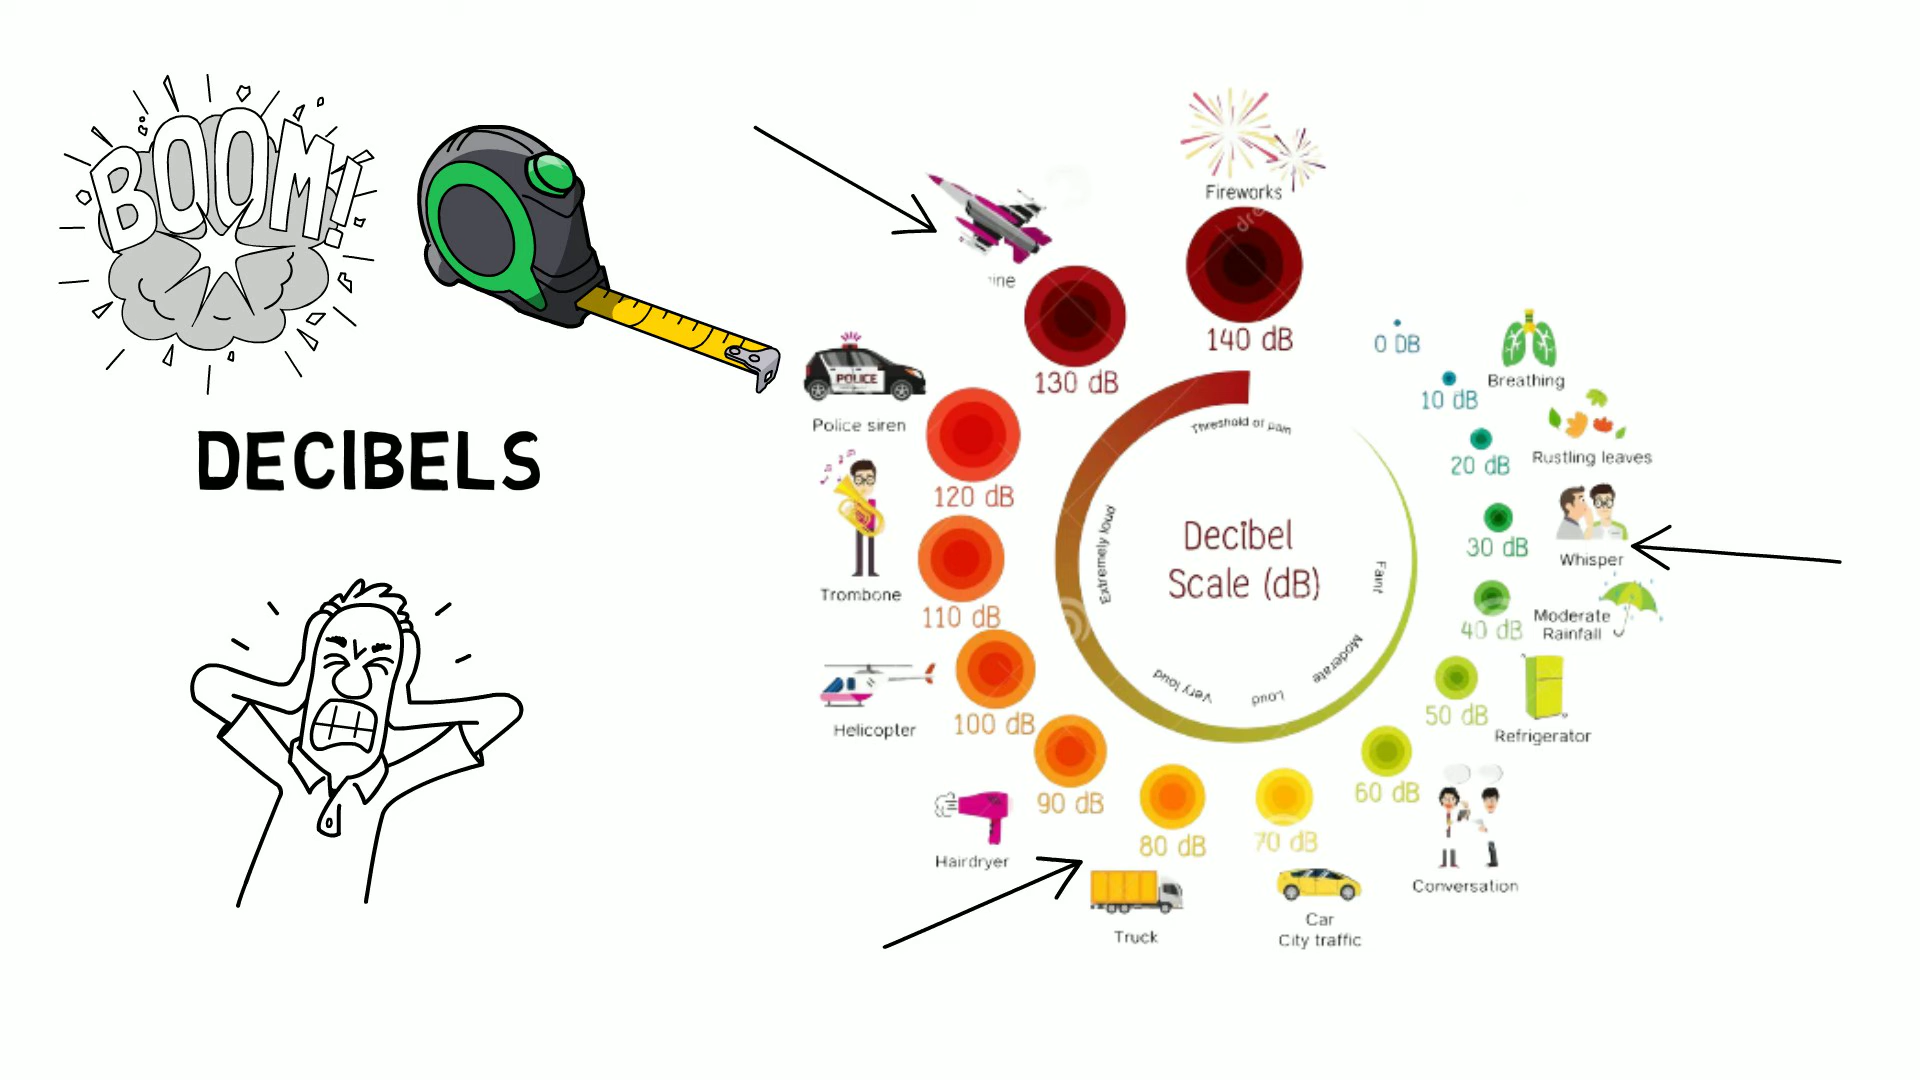 BOOM!
DECIBELS
Fireworks
140 dB
130 dB
POLICE
Police siren
120 dB
Trombone
110 dB
Helicopter
100 dB
Hairdryer
90 dB
Truck
80 dB
Car
City traffic
70 dB
Conversation
60 dB
Refrigerator
50 dB
Moderate
Rainfall
40 dB
Whisper
30 dB
Rustling leaves
20 dB
Breathing
10 dB
0 DB
Threshold of pain
Extremely loud
Very loud
Loud
Moderate
Faint
Decibel
Scale (dB)